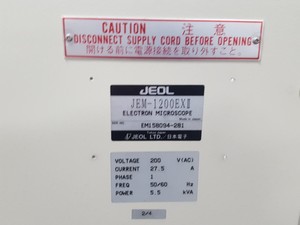 CAUTION 注意
DISCONNECT SUPPLY CORD BEFORE OPENING
開ける前に電源接続を取り外すこと。
JEOL
JEM-1200EXⅡ
ELECTRON MICROSCOPE
EM158094-281
JEOL LTD./日本電子
VOLTAGE 200 V(AC)
CURRENT 27.5 A
PHASE 1
FREQ 50/60 Hz
POWER 5.5 kVA